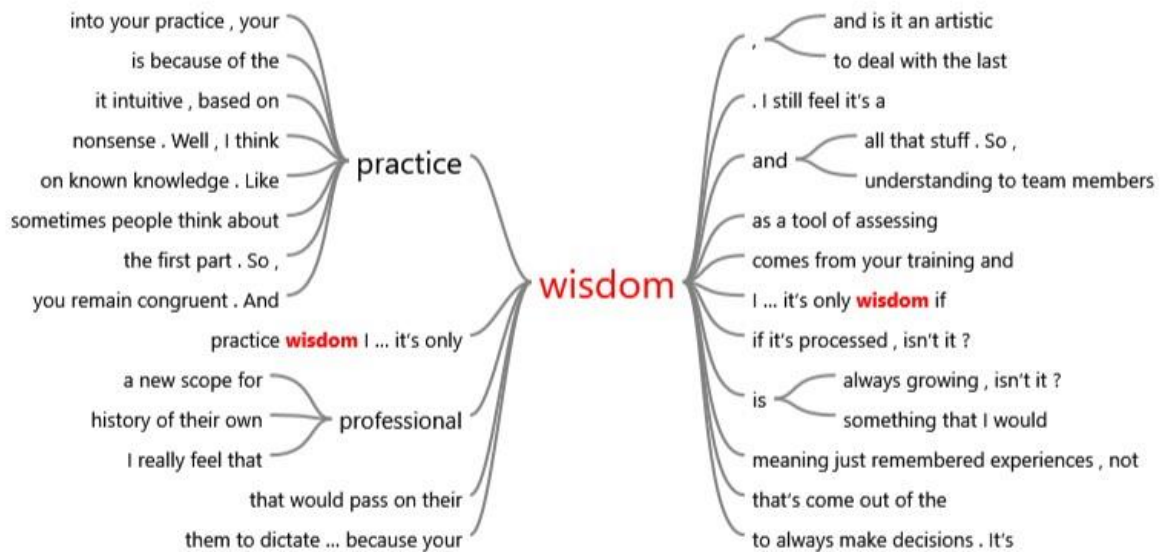 into your practice , your
is because of the
it intuitive , based on
nonsense . Well , I think
on known knowledge . Like
sometimes people think about
the first part . So ,
you remain congruent . And
practice
practice wisdom I ... it's only
a new scope for
history of their own
I really feel that
professional
that would pass on their
them to dictate ... because your
wisdom
,
and is it an artistic
to deal with the last
. I still feel it's a
and
all that stuff . So ,
understanding to team members
as a tool of assessing
comes from your training and
I ... it's only wisdom if
if it's processed , isn't it ?
is
always growing , isn't it ?
something that I would
meaning just remembered experiences , not
that's come out of the
to always make decisions . It's